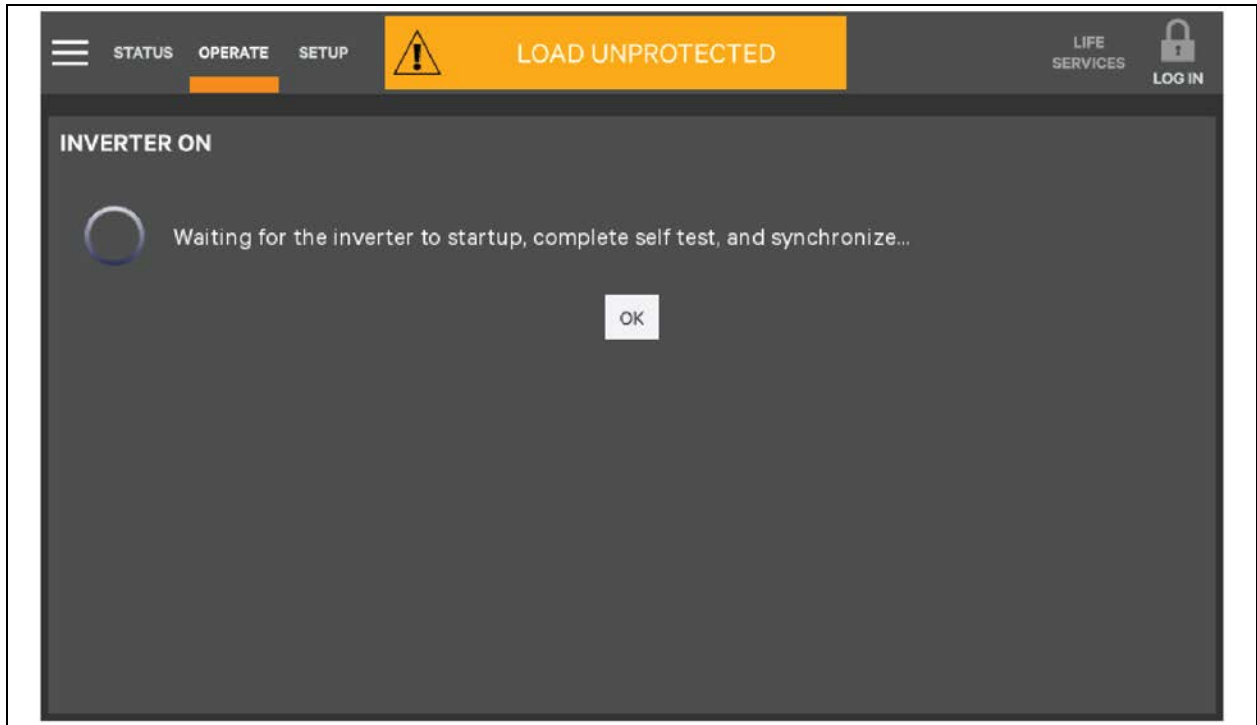 STATUS OPERATE SETUP LOAD UNPROTECTED LIFE
SERVICES
LOG IN
INVERTER ON
Waiting for the inverter to startup, complete self test, and synchronize...
OK